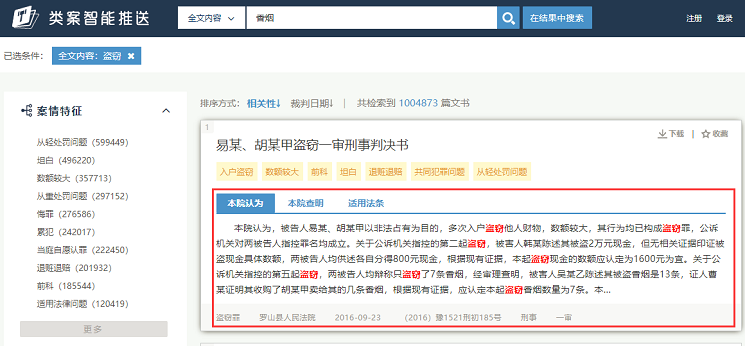 类案智能推送
全文内容 香烟 在结果中搜索 注册 登录
已选条件： 全文内容：盗窃 ✖
案情特征
从轻处罚问题（599449）
坦白（496220）
数额较大（357713）
从重处罚问题（297152）
悔罪（276586）
累犯（242017）
当庭自愿认罪（222450）
退赃退赔（201932）
前科（185544）
适用法律问题（120419）
更多
排序方式： 相关性↓ 裁判日期↓ | 共检索到 1004873 篇文书
1
下载 | 收藏
易某、胡某甲盗窃一审刑事判决书
入户盗窃 数额较大 前科 坦白 退赃退赔 共同犯罪问题 从轻处罚问题
本院认为 本院查明 适用法条
本院认为，被告人易某、胡某甲以非法占有为目的，多次入户盗窃他人财物，数额较大，其行为均已构成盗窃罪，公诉
机关对两被告人指控罪名均成立。关于公诉机关指控的第二起盗窃，被害人韩某陈述其被盗2万元现金，但无相关证据印证被
盗现金具体数额，两被告人均供述各自分得800元现金，根据现有证据，本起盗窃现金的数额应认定为1600元为宜。关于公诉
机关指控的第五起盗窃，两被告人均辩称只盗窃了7条香烟，经审理查明，被害人吴某乙陈述其被盗香烟是13条，证人曹
某证明其收购了胡某甲卖给其的几条香烟，根据现有证据，应认定本起盗窃香烟数量为7条。本...
盗窃罪 罗山县人民法院 2016-09-23 （2016）豫1521刑初185号 刑事 一审